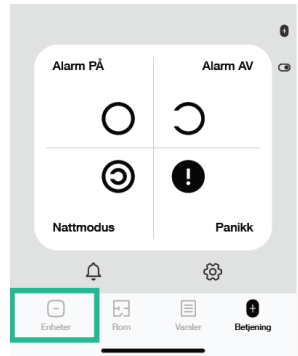 Alarm PÅ
Alarm AV
Nattmodus
Panikk
Enheter
Rom
Varsler
Betjening